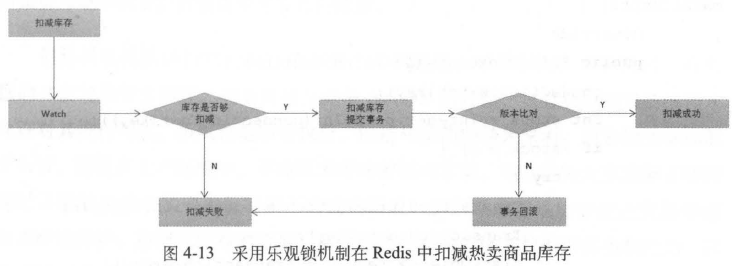 扣减库存
Watch
库存是否够
扣减
Y
扣减库存
提交事务
版本比对
Y
扣减成功
N
N
扣减失败
事务回滚
图 4-13 采用乐观锁机制在 Redis 中扣减热卖商品库存